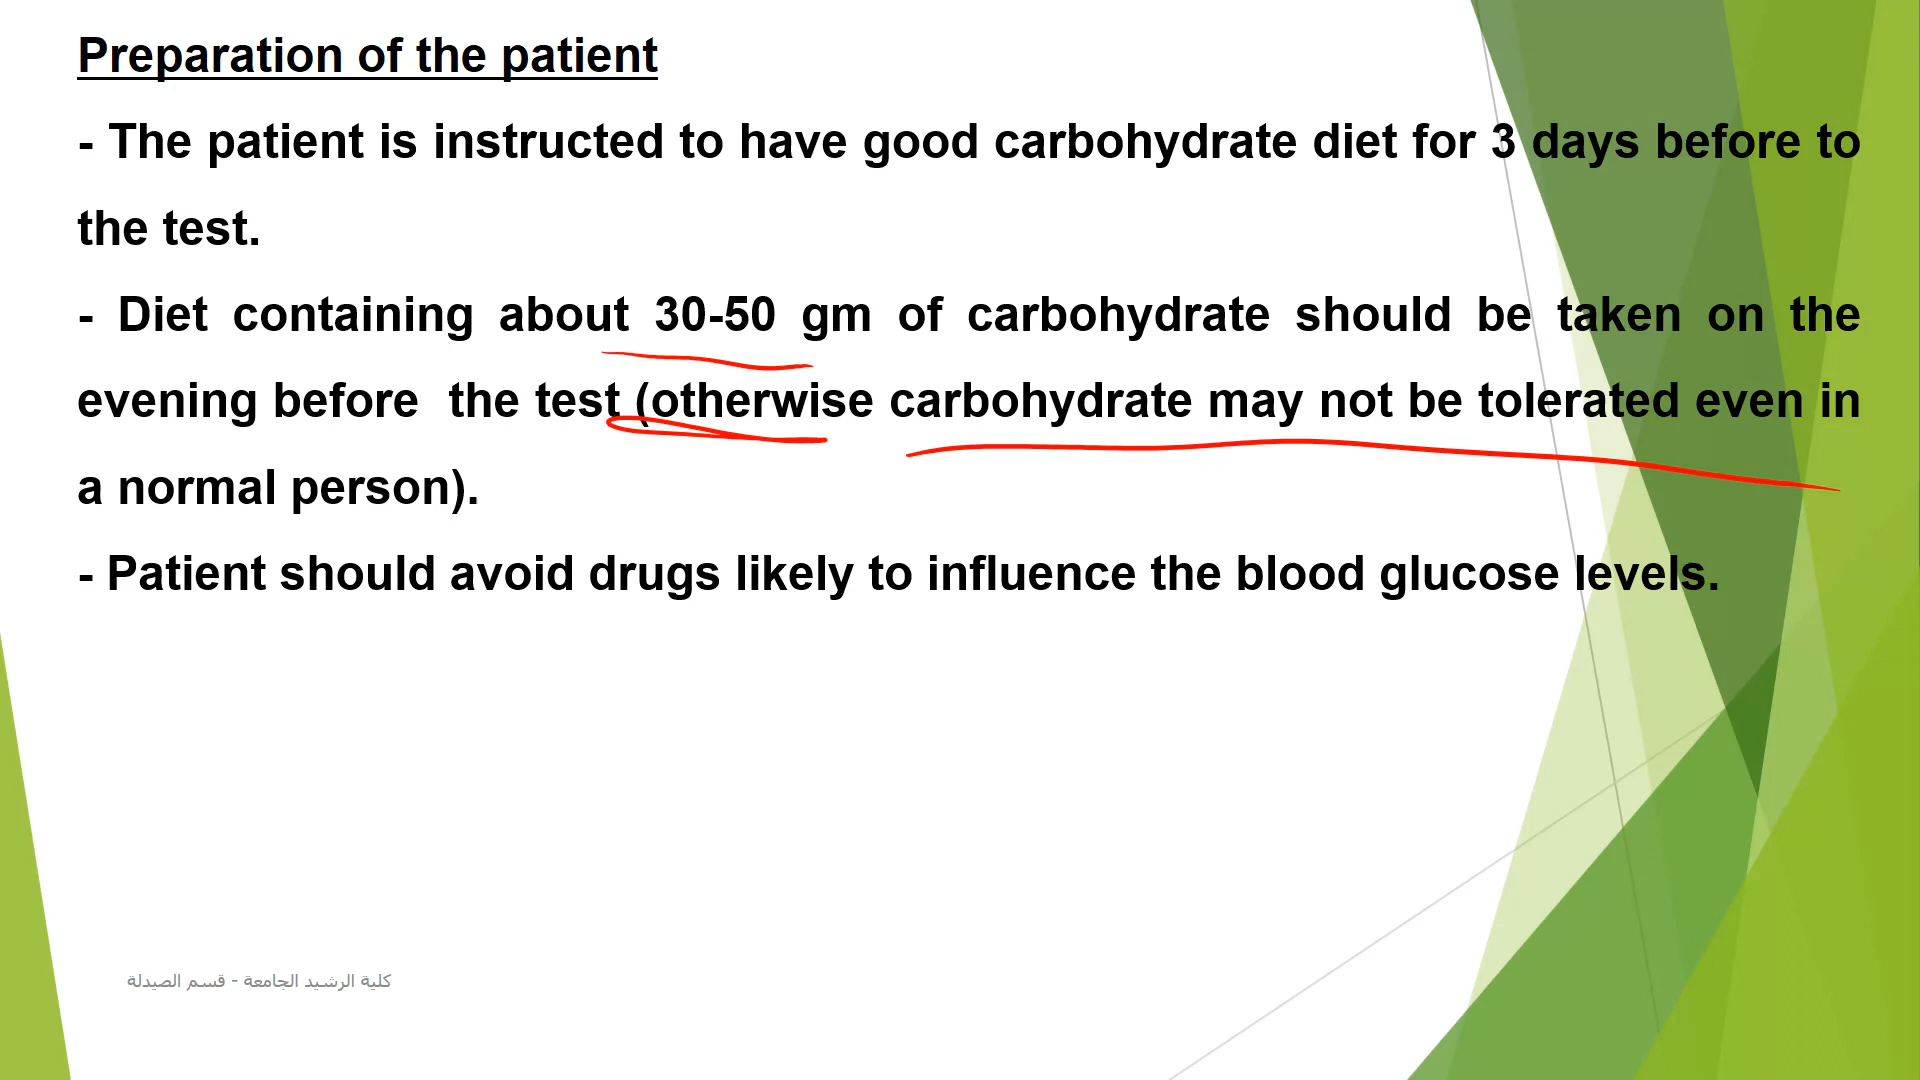 Preparation of the patient
- The patient is instructed to have good carbohydrate diet for 3 days before to
the test.
- Diet containing about 30-50 gm of carbohydrate should be taken on the
evening before the test (otherwise carbohydrate may not be tolerated even in
a normal person).
- Patient should avoid drugs likely to influence the blood glucose levels.
كلية الرشيد الجامعة - قسم الصيدلة